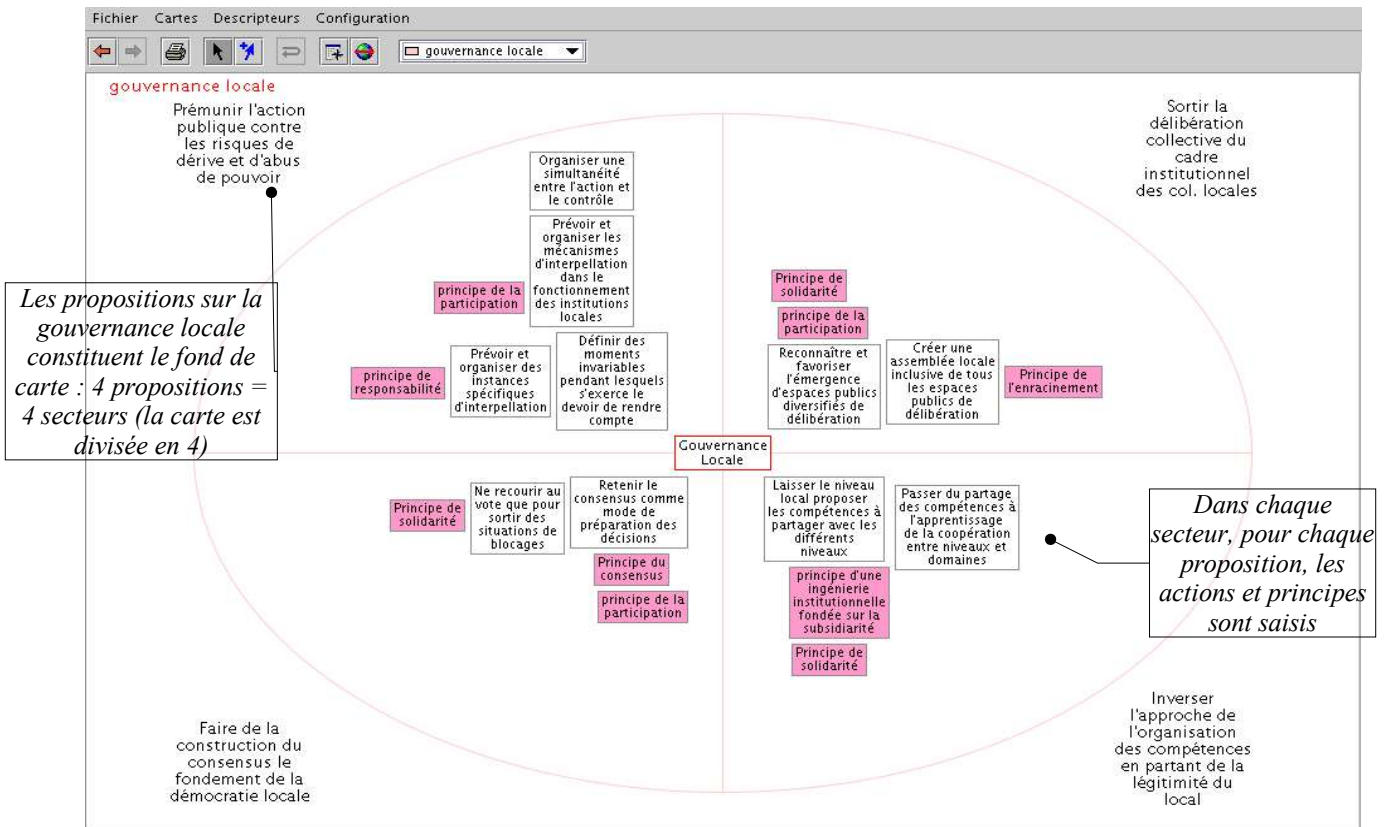 Fichier Cartes Descripteurs Configuration
gouvernance locale
gouvernance locale
Prémunir l'action
publique contre
les risques de
dérive et d'abus
de pouvoir
Sortir la
délibération
collective du
cadre
institutionnel
des col. locales
Organiser une
simultanéité
entre l'action et
le contrôle
Prévoir et
organiser les
mécanismes
d'interpellation
dans le
fonctionnement
des institutions
locales
principe de la
participation
principe de
responsabilité
Prévoir et
organiser des
instances
spécifiques
d'interpellation
Définir des
moments
invariables
pendant lesquels
s'exerce le
devoir de rendre
compte
Principe de
solidarité
principe de la
participation
Reconnaître et
favoriser
l'émergence
d'espaces publics
diversifiés de
délibération
Créer une
assemblée locale
inclusive de tous
les espaces
publics de
délibération
Principe de
l'enracinement
Les propositions sur la
gouvernance locale
constituent le fond de
carte : 4 propositions =
4 secteurs (la carte est
divisée en 4)
Gouvernance
Locale
Principe de
solidarité
Ne recourir au
vote que pour
sortir des
situations de
blocages
Retenir le
consensus comme
mode de
préparation des
décisions
Principe du
consensus
principe de la
participation
Laisser le niveau
local proposer
les compétences à
partager avec les
différents
niveaux
Passer du partage
des compétences à
l'apprentissage
de la coopération
entre niveaux et
domaines
principe d'une
ingénierie
institutionnelle
fondée sur la
subsidiarité
Principe de
solidarité
Dans chaque
secteur, pour chaque
proposition, les
actions et principes
sont saisis
Faire de la
construction du
consensus le
fondement de la
démocratie locale
Inverser
l'approche de
l'organisation
des compétences
en partant de la
légitimité du
local